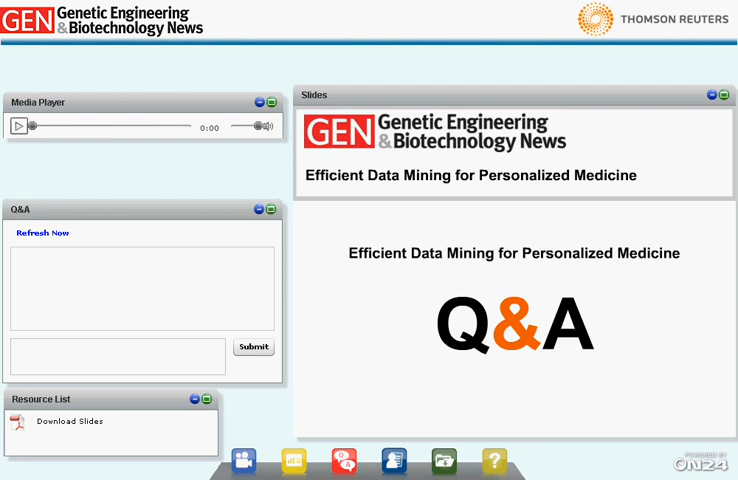 GEN Genetic Engineering
&Biotechnology News
THOMSON REUTERS
Media Player
0:00
Q&A
Refresh Now
Submit
Resource List
Download Slides
Slides
GEN Genetic Engineering
&Biotechnology News
Efficient Data Mining for Personalized Medicine
Efficient Data Mining for Personalized Medicine
Q&A
Q
A
?
POWERED BY
ON24